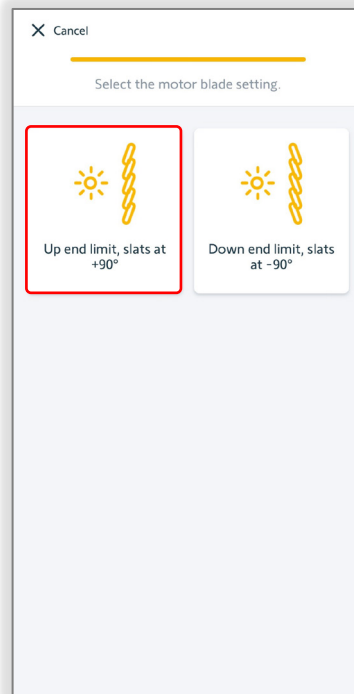 Cancel
Select the motor blade setting.
Up end limit, slats at
+90°
Down end limit, slats
at -90°